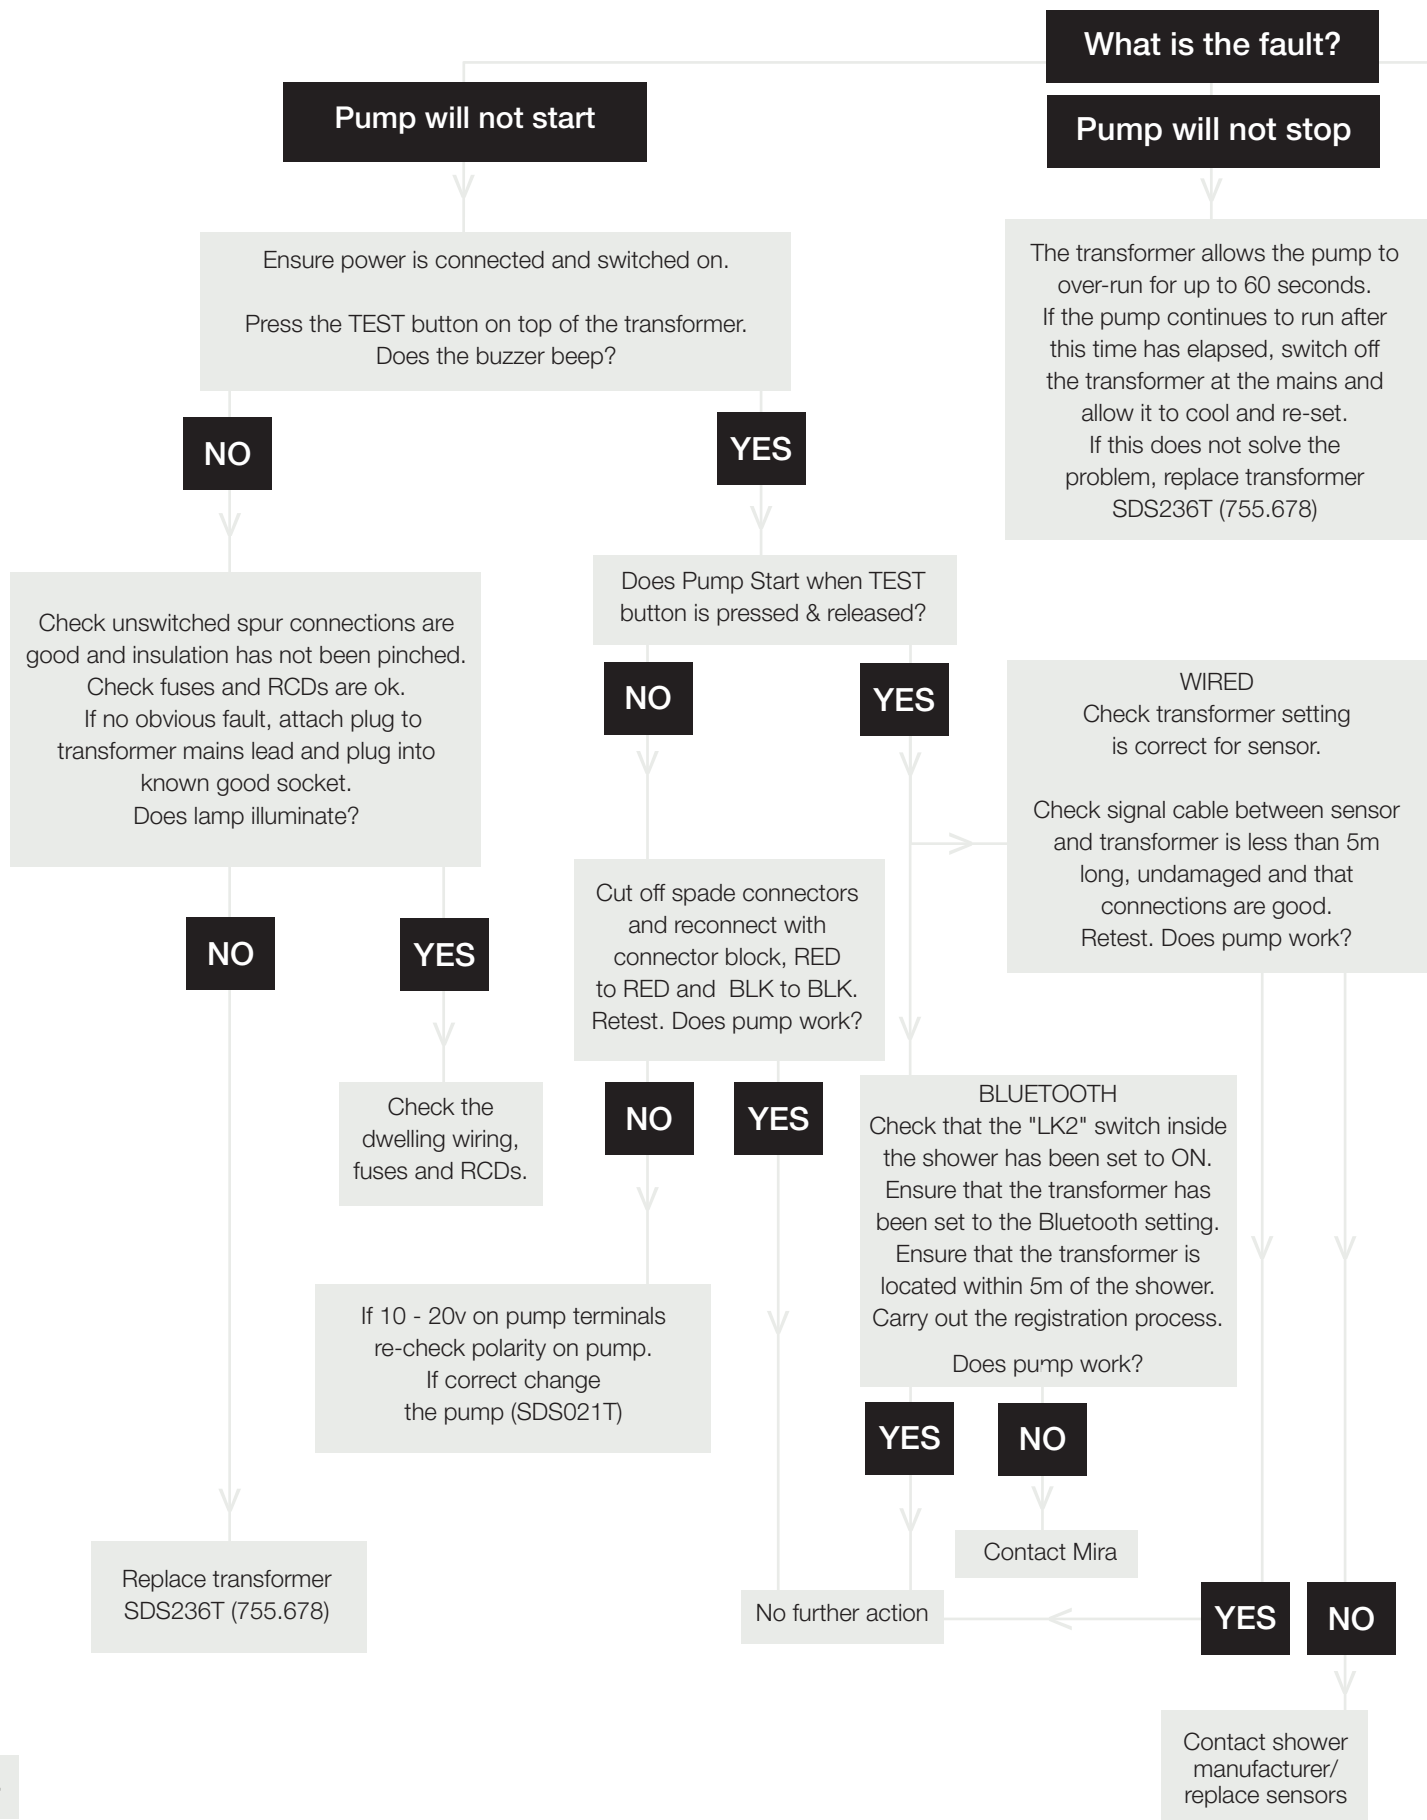 What is the fault?
Pump will not start
Pump will not stop
Ensure power is connected and switched on.
Press the TEST button on top of the transformer.
Does the buzzer beep?
The transformer allows the pump to
over-run for up to 60 seconds.
If the pump continues to run after
this time has elapsed, switch off
the transformer at the mains and
allow it to cool and re-set.
If this does not solve the
problem, replace transformer
SDS236T (755.678)
NO
YES
Check unswitched spur connections are
good and insulation has not been pinched.
Check fuses and RCDs are ok.
If no obvious fault, attach plug to
transformer mains lead and plug into
known good socket.
Does lamp illuminate?
Does Pump Start when TEST
button is pressed & released?
NO
YES
WIRED
Check transformer setting
is correct for sensor.
Check signal cable between sensor
and transformer is less than 5m
long, undamaged and that
connections are good.
Retest. Does pump work?
NO
YES
Cut off spade connectors
and reconnect with
connector block, RED
to RED and BLK to BLK.
Retest. Does pump work?
Check the
dwelling wiring,
fuses and RCDs.
NO
YES
BLUETOOTH
Check that the "LK2" switch inside
the shower has been set to ON.
Ensure that the transformer has
been set to the Bluetooth setting.
Ensure that the transformer is
located within 5m of the shower.
Carry out the registration process.
Does pump work?
If 10 - 20v on pump terminals
re-check polarity on pump.
If correct change
the pump (SDS021T)
YES
NO
Contact Mira
Replace transformer
SDS236T (755.678)
No further action
YES
NO
Contact shower
manufacturer/
replace sensors